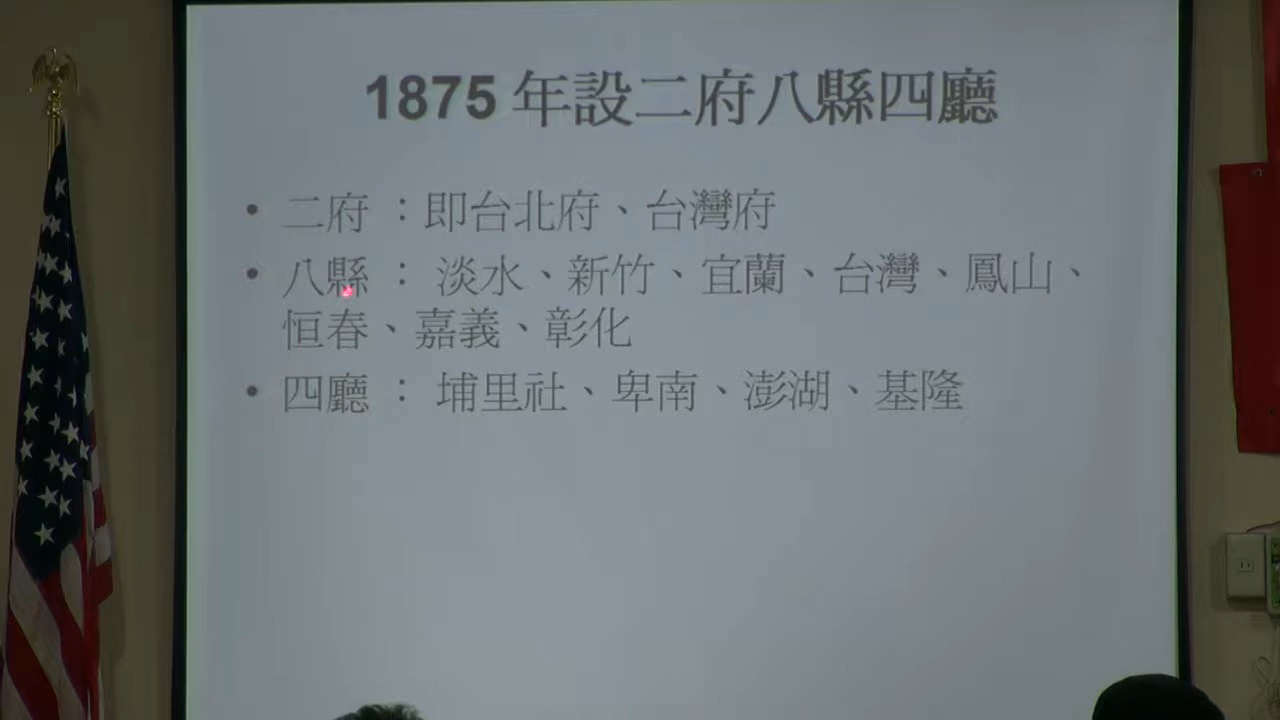 1875 年設二府八縣四廳
• 二府 ：即台北府、台灣府
• 八縣 ： 淡水、新竹、宜蘭、台灣、鳳山、
恒春、嘉義、彰化
• 四廳 ： 埔里社、卑南、澎湖、基隆